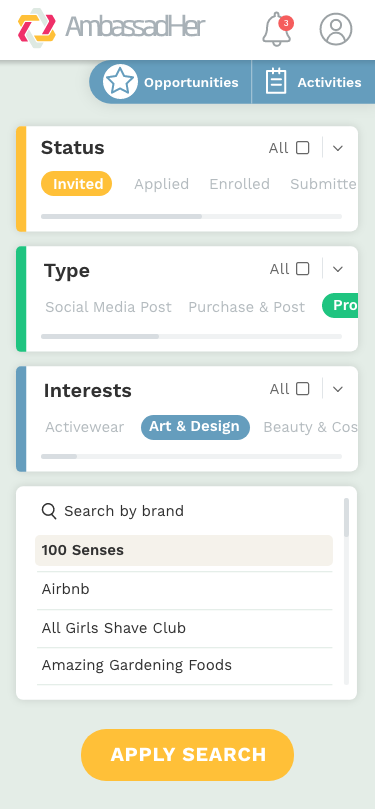 AmbassadHer 3
Opportunities Activities
Status All
Invited Applied Enrolled Submitte
Type All
Social Media Post Purchase & Post Pro
Interests All
Activewear Art & Design Beauty & Cos
Search by brand
100 Senses
Airbnb
All Girls Shave Club
Amazing Gardening Foods
APPLY SEARCH